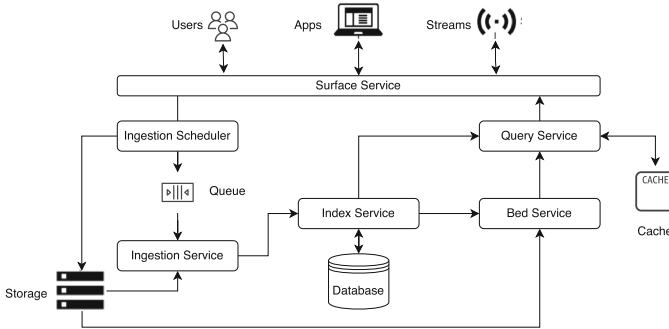 Users
Apps
Streams
Surface Service
Ingestion Scheduler
Query Service
CACHE
Queue
Index Service
Bed Service
Cache
Ingestion Service
Storage
Database